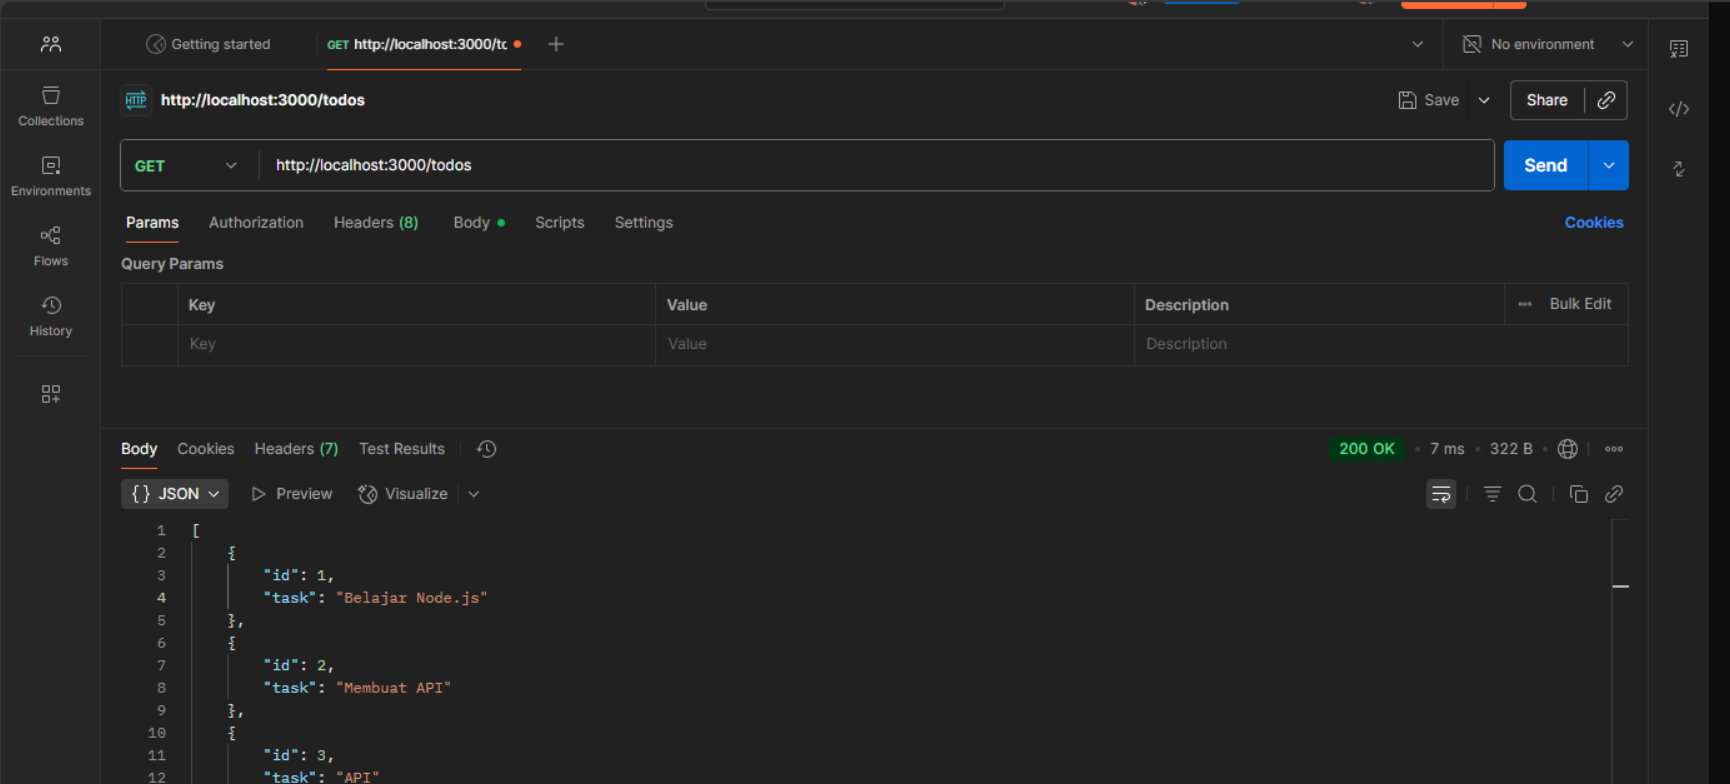 Getting started
GET http://localhost:3000/tc
No environment
HTTP http://localhost:3000/todos
Save
Share
Collections
GET
http://localhost:3000/todos
Send
Environments
Params
Authorization
Headers (8)
Body
Scripts
Settings
Cookies
Flows
Query Params
Key
Value
Description
Bulk Edit
History
Key
Value
Description
Body
Cookies
Headers (7)
Test Results
200 OK
7 ms
322 B
{} JSON
Preview
Visualize
1 [
2 {
3 "id": 1,
4 "task": "Belajar Node.js"
5 },
6 {
7 "id": 2,
8 "task": "Membuat API"
9 },
10 {
11 "id": 3,
12 "task": "API"